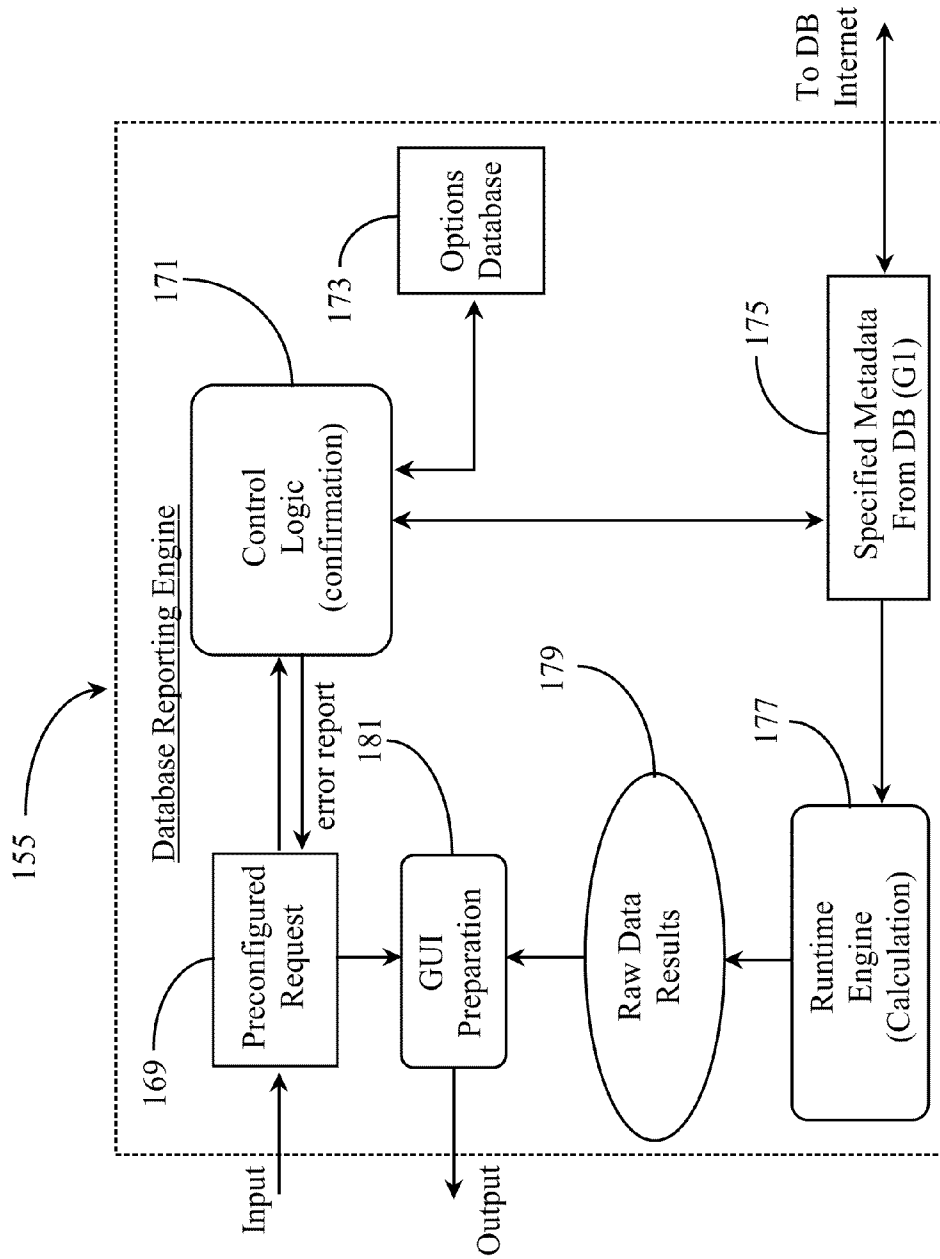 155
Database Reporting Engine
Input
169
Preconfigured
Request
error report
171
Control
Logic
(confirmation)
173
Options
Database
181
GUI
Preparation
Output
179
Raw Data
Results
177
Runtime
Engine
(Calculation)
175
Specified Metadata
From DB (G1)
To DB
Internet